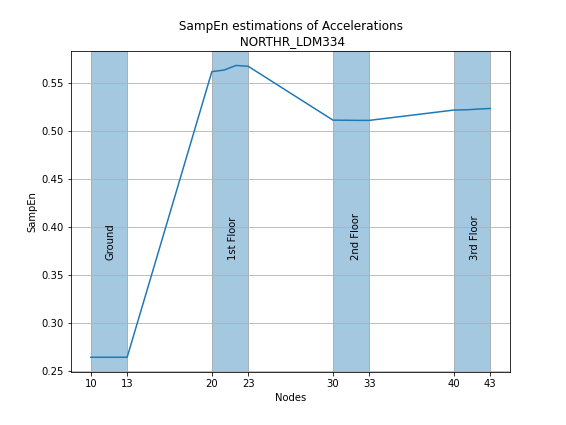 SampEn estimations of Accelerations
NORTHR_LDM334
0.55
0.50
0.45
0.40
0.35
0.30
0.25
SampEn
Ground
1st Floor
2nd Floor
3rd Floor
10 13 20 23 30 33 40 43
Nodes